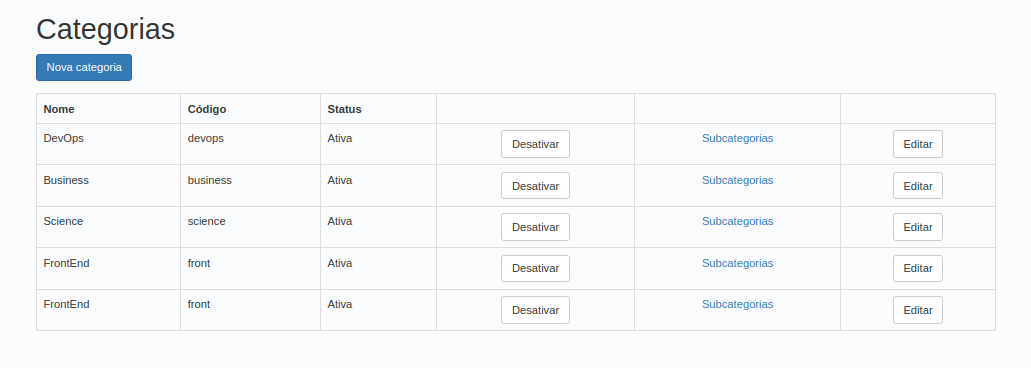 Categorias
Nova categoria
Nome Código Status
DevOps devops Ativa Desativar Subcategorias Editar
Business business Ativa Desativar Subcategorias Editar
Science science Ativa Desativar Subcategorias Editar
FrontEnd front Ativa Desativar Subcategorias Editar
FrontEnd front Ativa Desativar Subcategorias Editar